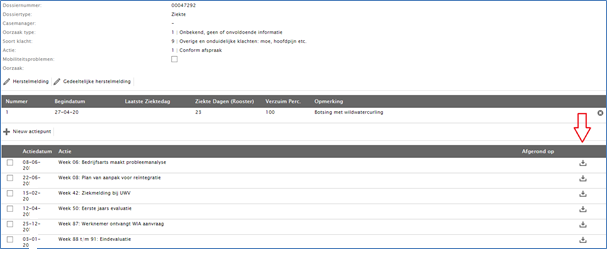 Dossiernummer: 00047292
Dossiertype: Ziekte
Casemanager: -
Oorzaak type: 1 | Onbekend, geen of onvoldoende informatie
Soort klacht: 9 | Overige en onduidelijke klachten: moe, hoofdpijn etc.
Actie: 1 | Conform afspraak
Mobiliteitsproblemen:
Oorzaak:
Herstelmelding Gedeeltelijke herstelmelding
Nummer Begindatum Laatste Ziektedag Ziekte Dagen (Rooster) Verzuim Perc. Opmerking
1 27-04-20 23 100 Botsing met wildwatercurling
Nieuw actiepunt
Actiedatum Actie Afgerond op
08-06-20' Week 06: Bedrijfsarts maakt probleemanalyse
22-06-20' Week 08: Plan van aanpak voor reintegratie
15-02-20' Week 42: Ziekmelding bij UWV
12-04-20' Week 50: Eerste jaars evaluatie
25-12-20' Week 87: Werknemer ontvangt WIA aanvraag
03-01-20 Week 88 t/m 91: Eindevaluatie